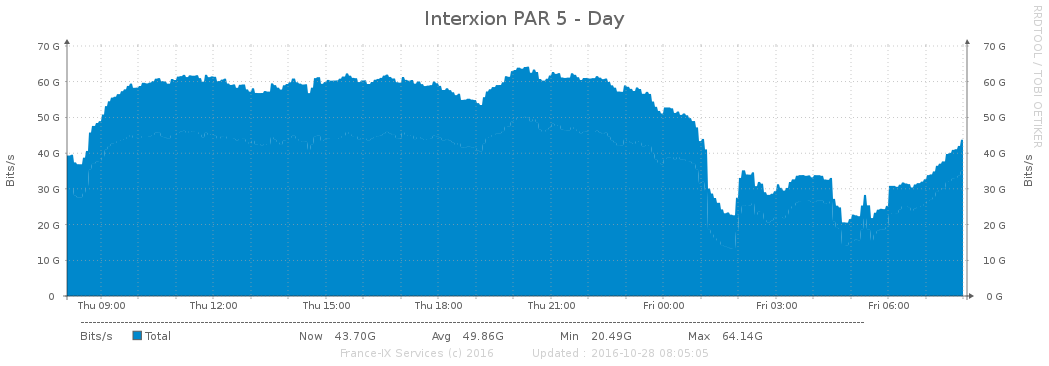 Interxion PAR 5 - Day
RRDTOOL / TOBI OETIKER
70 G 70 G
60 G 60 G
50 G 50 G
40 G 40 G
30 G 30 G
20 G 20 G
10 G 10 G
0 0 G
Bits/s
Bits/s
Thu 09:00 Thu 12:00 Thu 15:00 Thu 18:00 Thu 21:00 Fri 00:00 Fri 03:00 Fri 06:00
Bits/s Total Now 43.70G Avg 49.86G Min 20.49G Max 64.14G
France-IX Services (c) 2016 Updated : 2016-10-28 08:05:05